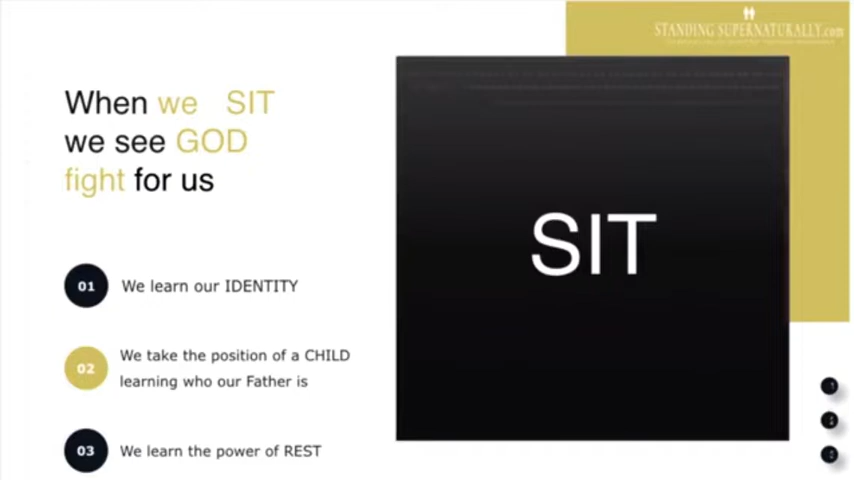 STANDING SUPERNATURALLY.com
When we SIT
we see GOD
fight for us
SIT
01 We learn our IDENTITY
02 We take the position of a CHILD
learning who our Father is
03 We learn the power of REST